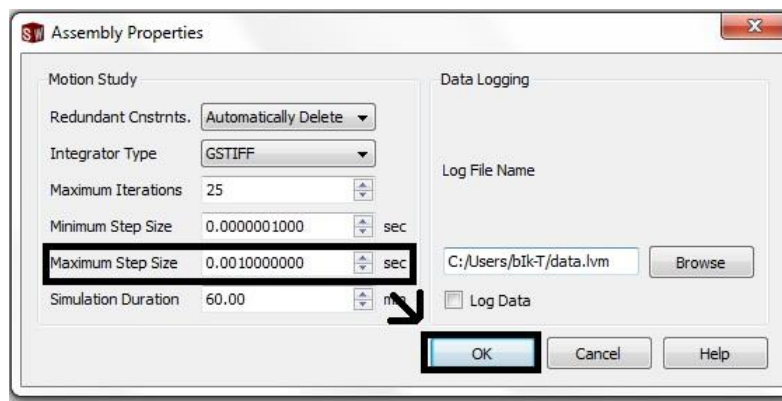 SW Assembly Properties
Motion Study
Redundant Cnstrnts. Automatically Delete
Integrator Type GSTIFF
Maximum Iterations 25
Minimum Step Size 0.0000001000 sec
Maximum Step Size 0.0010000000 sec
Simulation Duration 60.00
Data Logging
Log File Name
C:/Users/bIk-T/data.lvm Browse
Log Data
OK Cancel Help